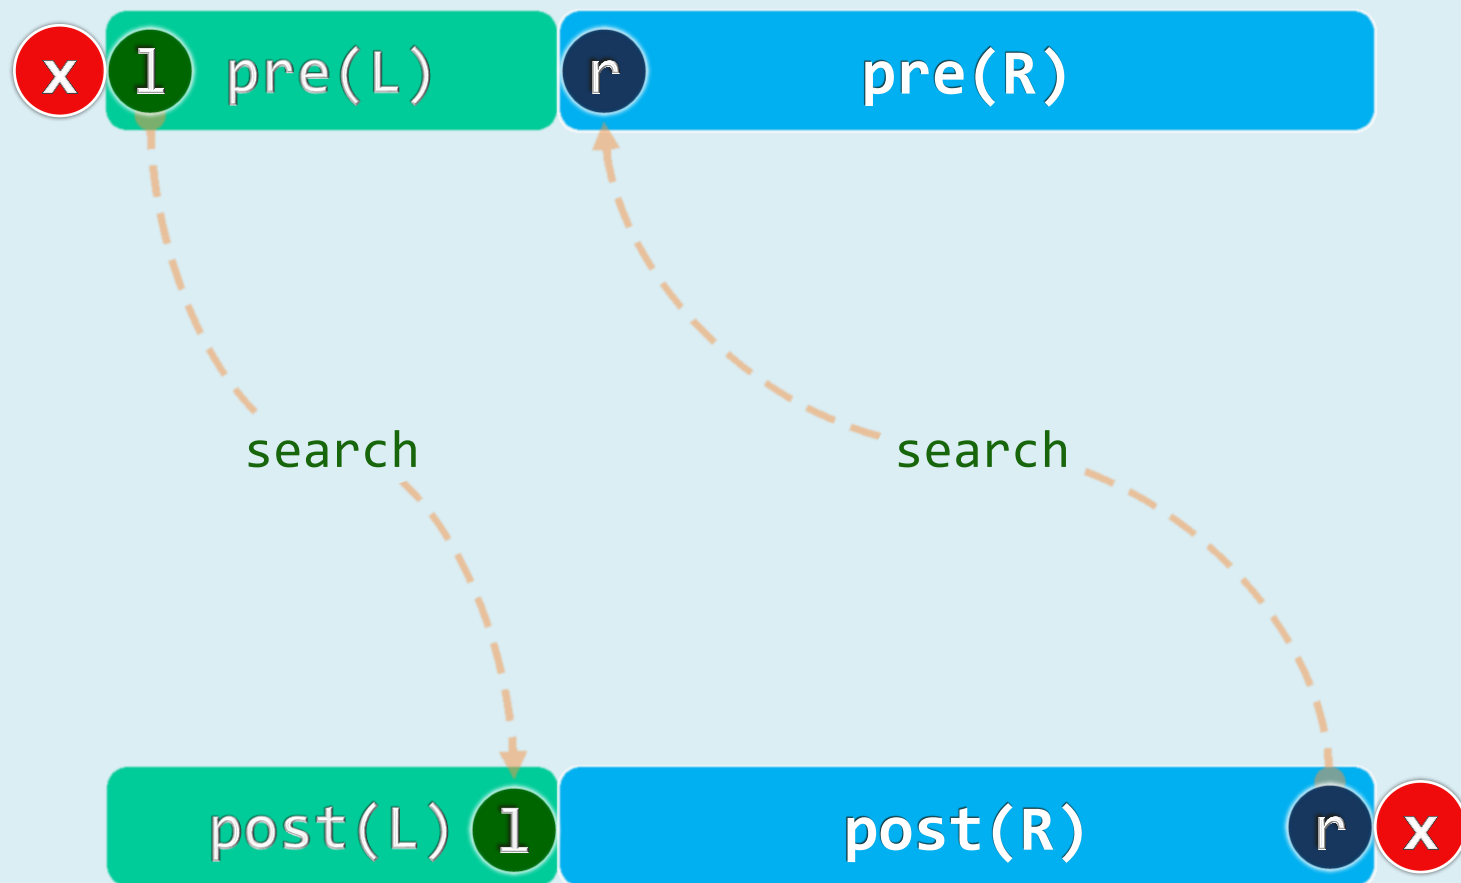 x l pre(L) r pre(R)
search search
post(L) l post(R) r x